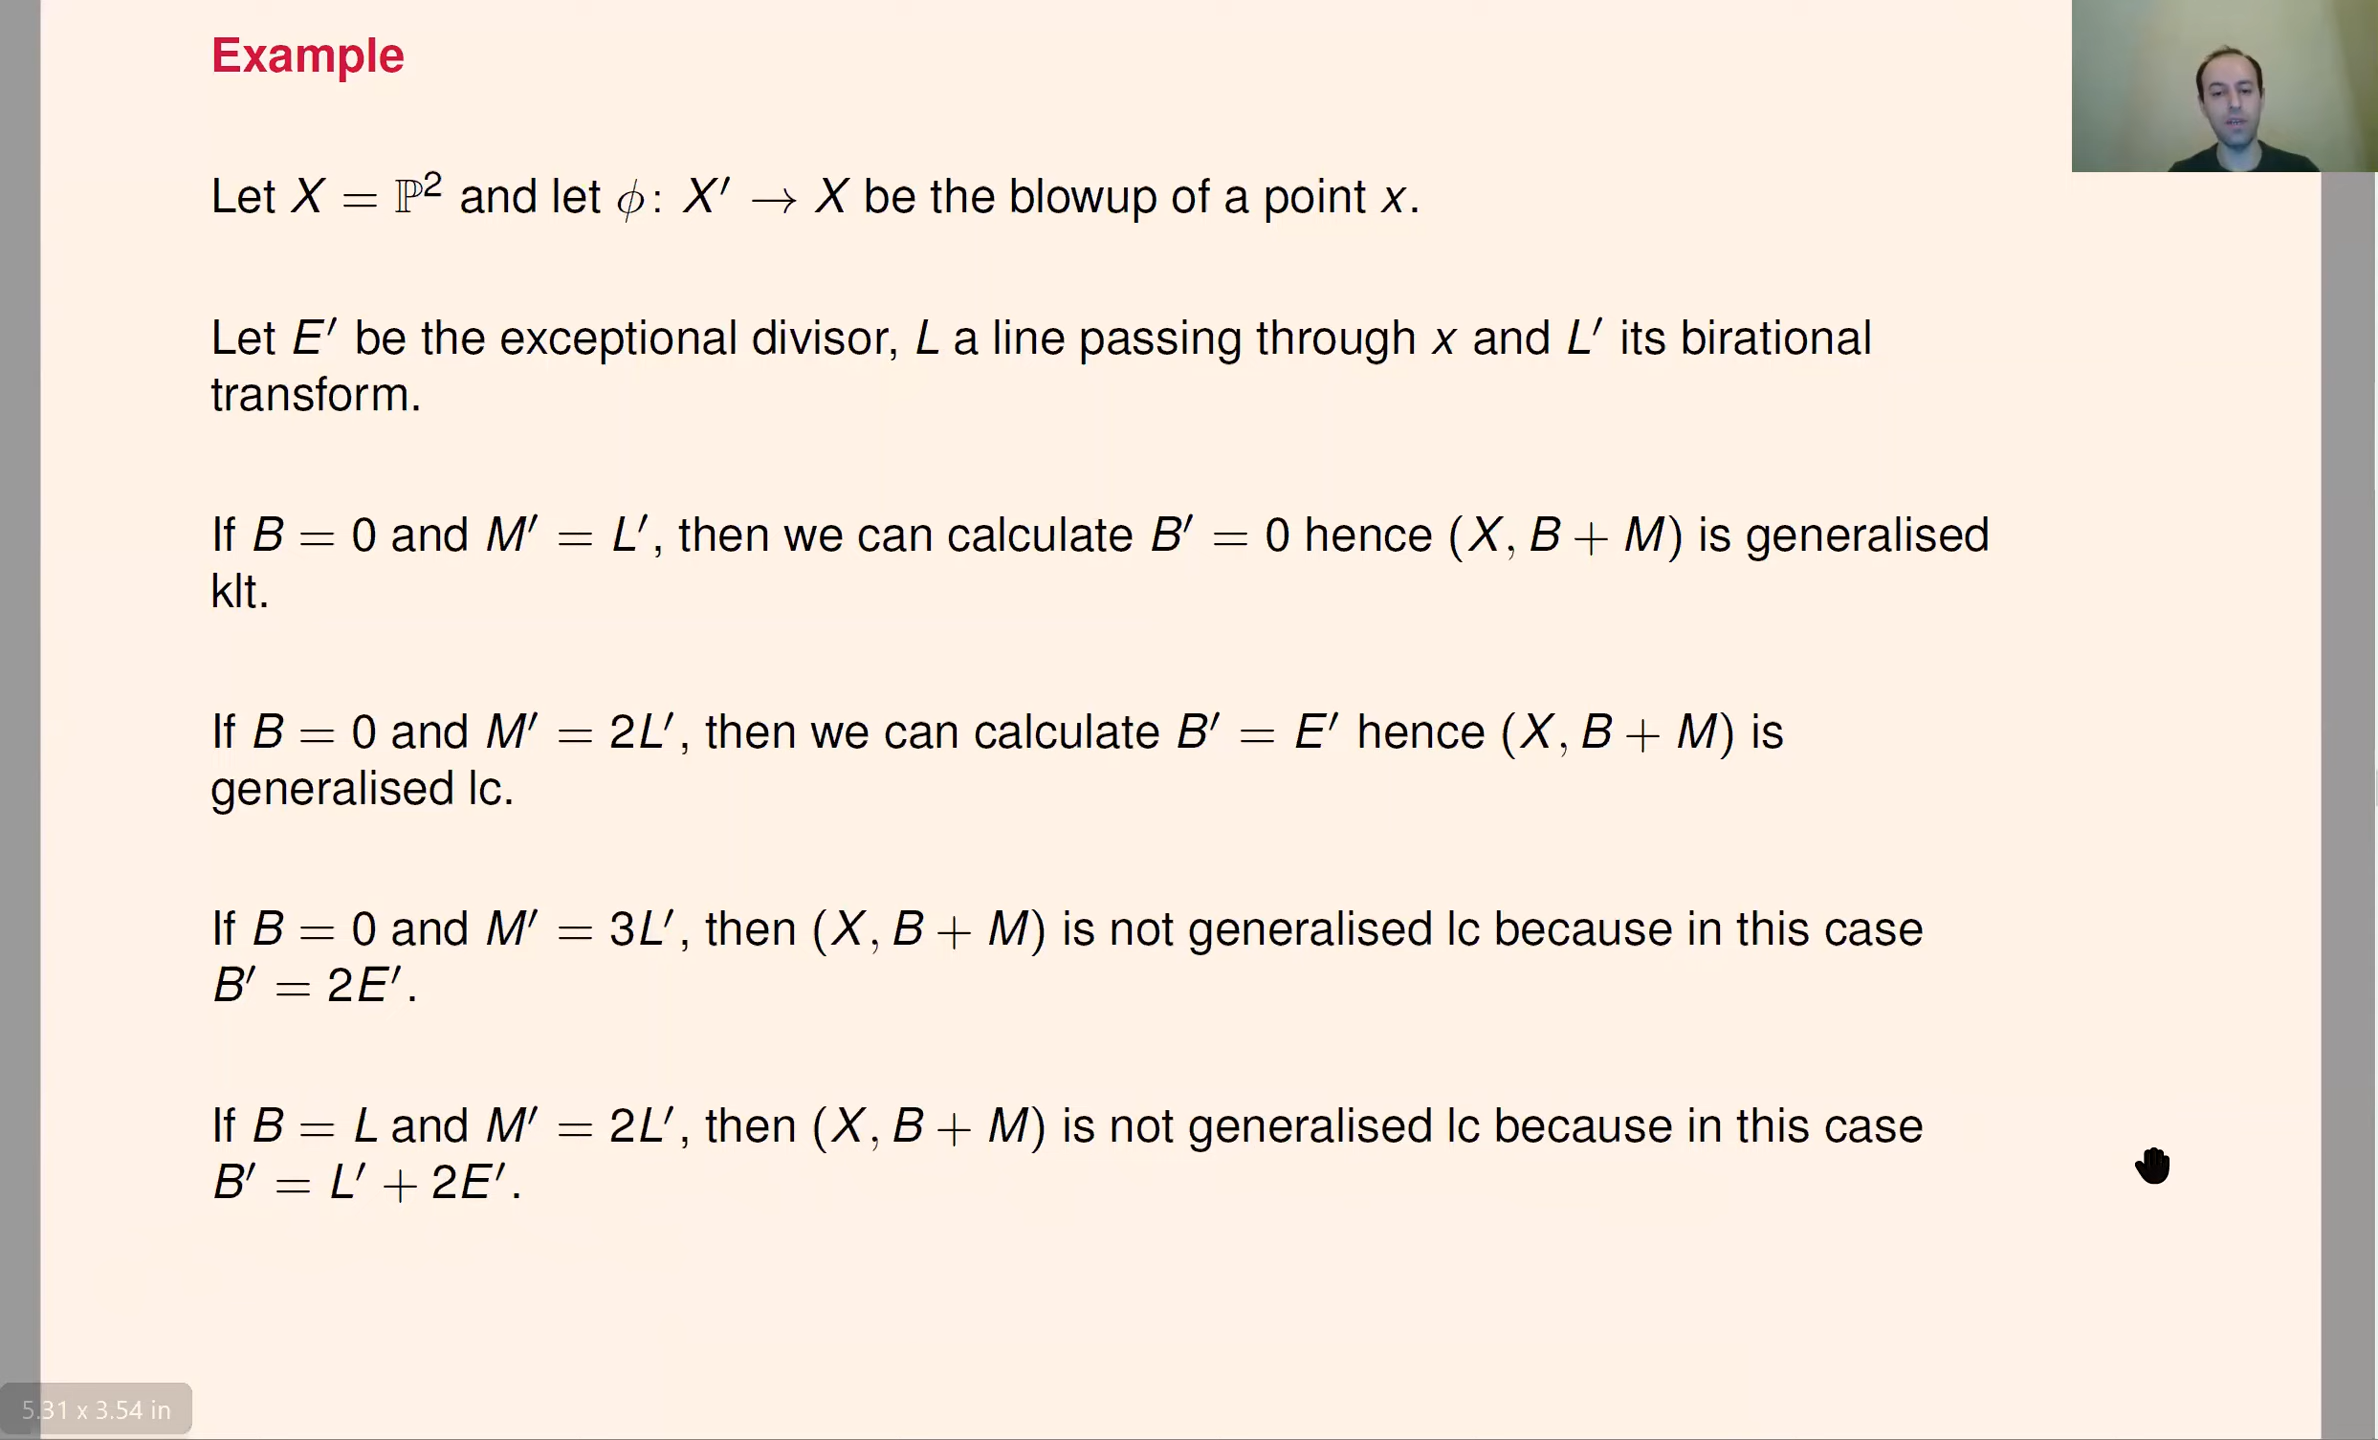 Example
Let X = ℙ² and let ϕ: X′ → X be the blowup of a point x.
Let E′ be the exceptional divisor, L a line passing through x and L′ its birational
transform.
If B = 0 and M′ = L′, then we can calculate B′ = 0 hence (X, B + M) is generalised
klt.
If B = 0 and M′ = 2L′, then we can calculate B′ = E′ hence (X, B + M) is
generalised lc.
If B = 0 and M′ = 3L′, then (X, B + M) is not generalised lc because in this case
B′ = 2E′.
If B = L and M′ = 2L′, then (X, B + M) is not generalised lc because in this case
B′ = L′ + 2E′.
5.31 x 3.54 in